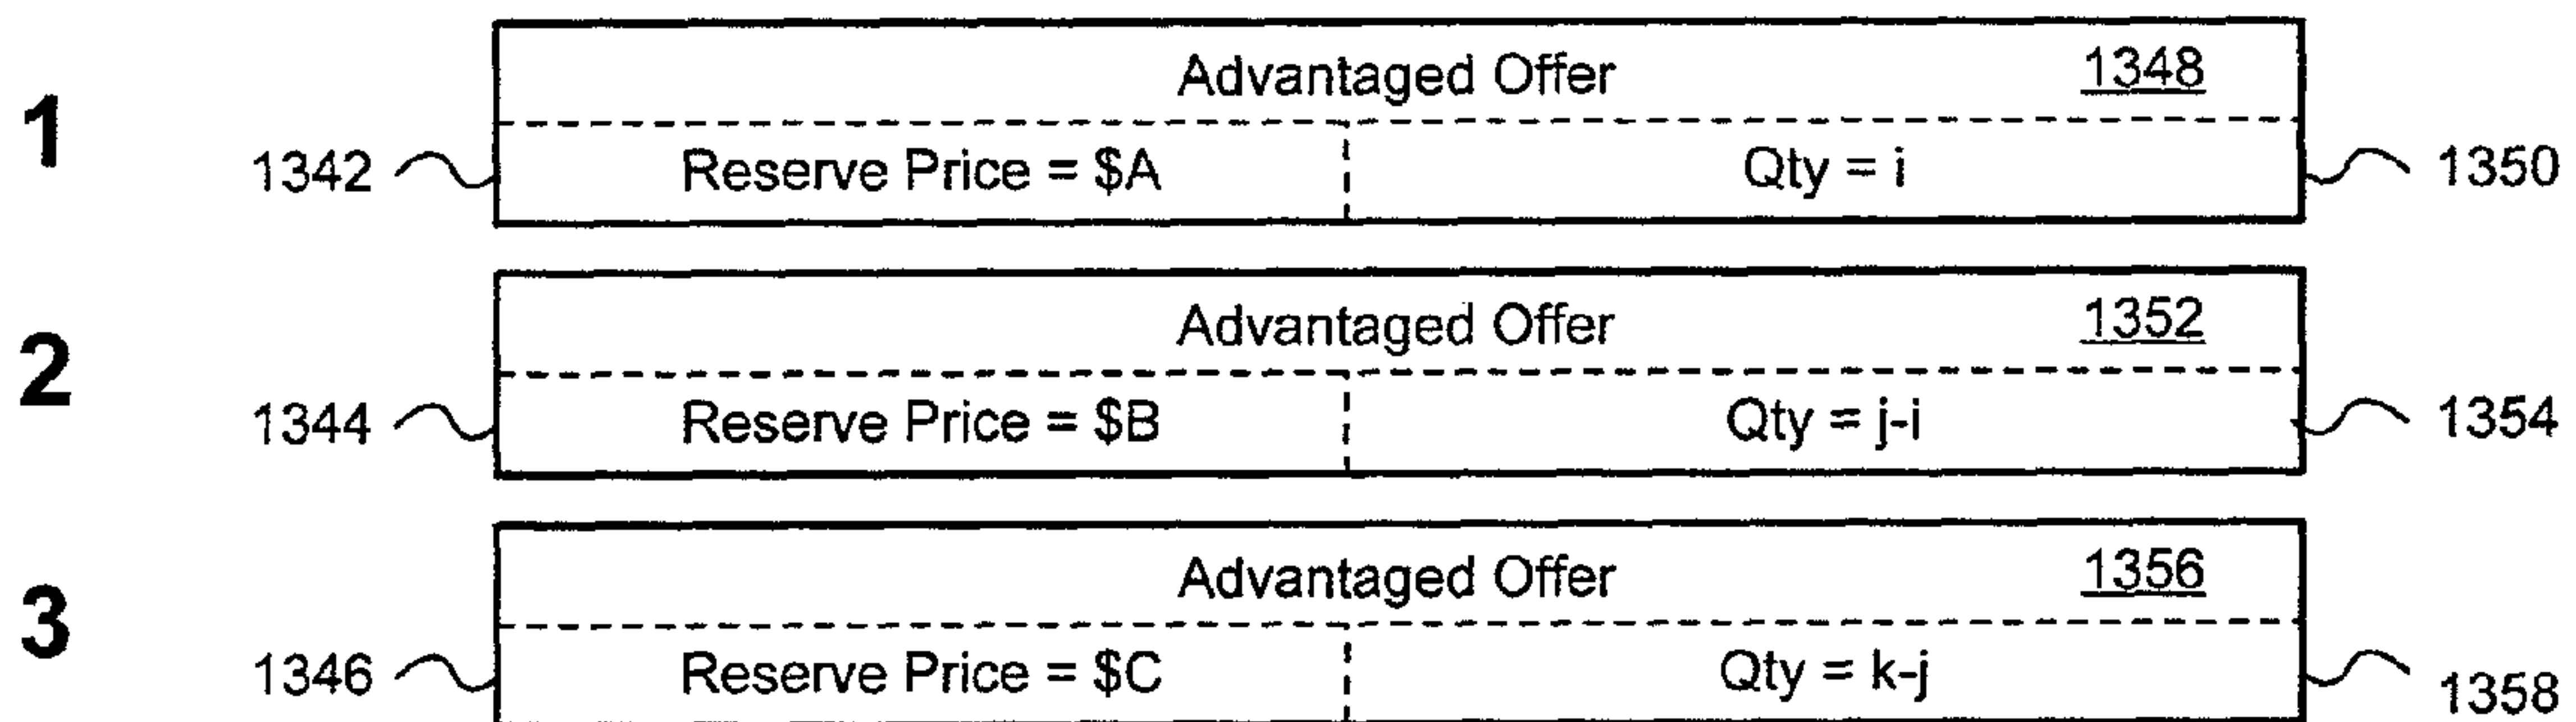 1 Advantaged Offer 1348
1342 Reserve Price = $A Qty = i 1350
2 Advantaged Offer 1352
1344 Reserve Price = $B Qty = j-i 1354
3 Advantaged Offer 1356
1346 Reserve Price = $C Qty = k-j 1358